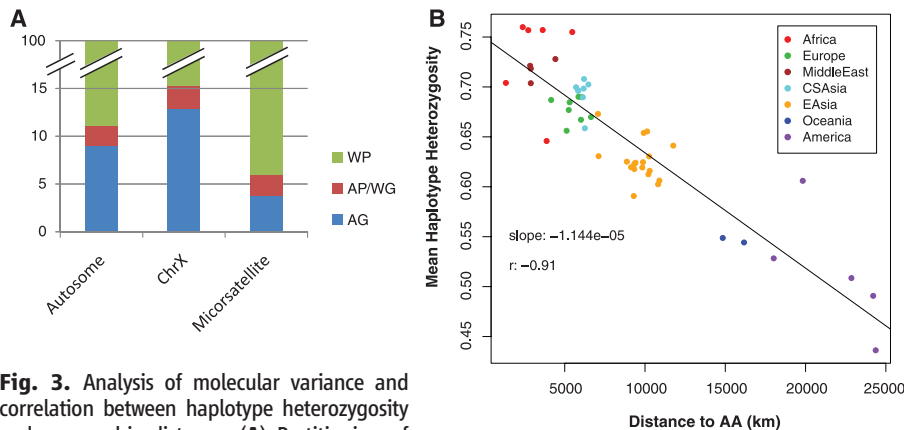 A
100
15
10
5
0
WP
AP/WG
AG
Autosome
ChrX
Micorsatellite
B
Mean Haplotype Heterozygosity
0.75
0.70
0.65
0.60
0.55
0.50
0.45
Africa
Europe
MiddleEast
CSAsia
EAsia
Oceania
America
slope: −1.144e−05
r: −0.91
5000
10000
15000
20000
25000
Distance to AA (km)
Fig. 3. Analysis of molecular variance and
correlation between haplotype heterozygosity